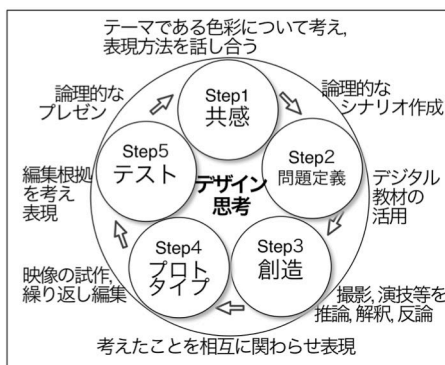 テーマである色彩について考え,
表現方法を話し合う
論理的な
プレゼン
Step1
共感
論理的な
シナリオ作成
Step5
テスト
Step2
問題定義
編集根拠
を考え
表現
デザイン
思考
デジタル
教材の
活用
Step4
プロト
タイプ
Step3
創造
映像の試作,
繰り返し編集
撮影, 演技等を
推論, 解釈, 反論
考えたことを相互に関わらせ表現